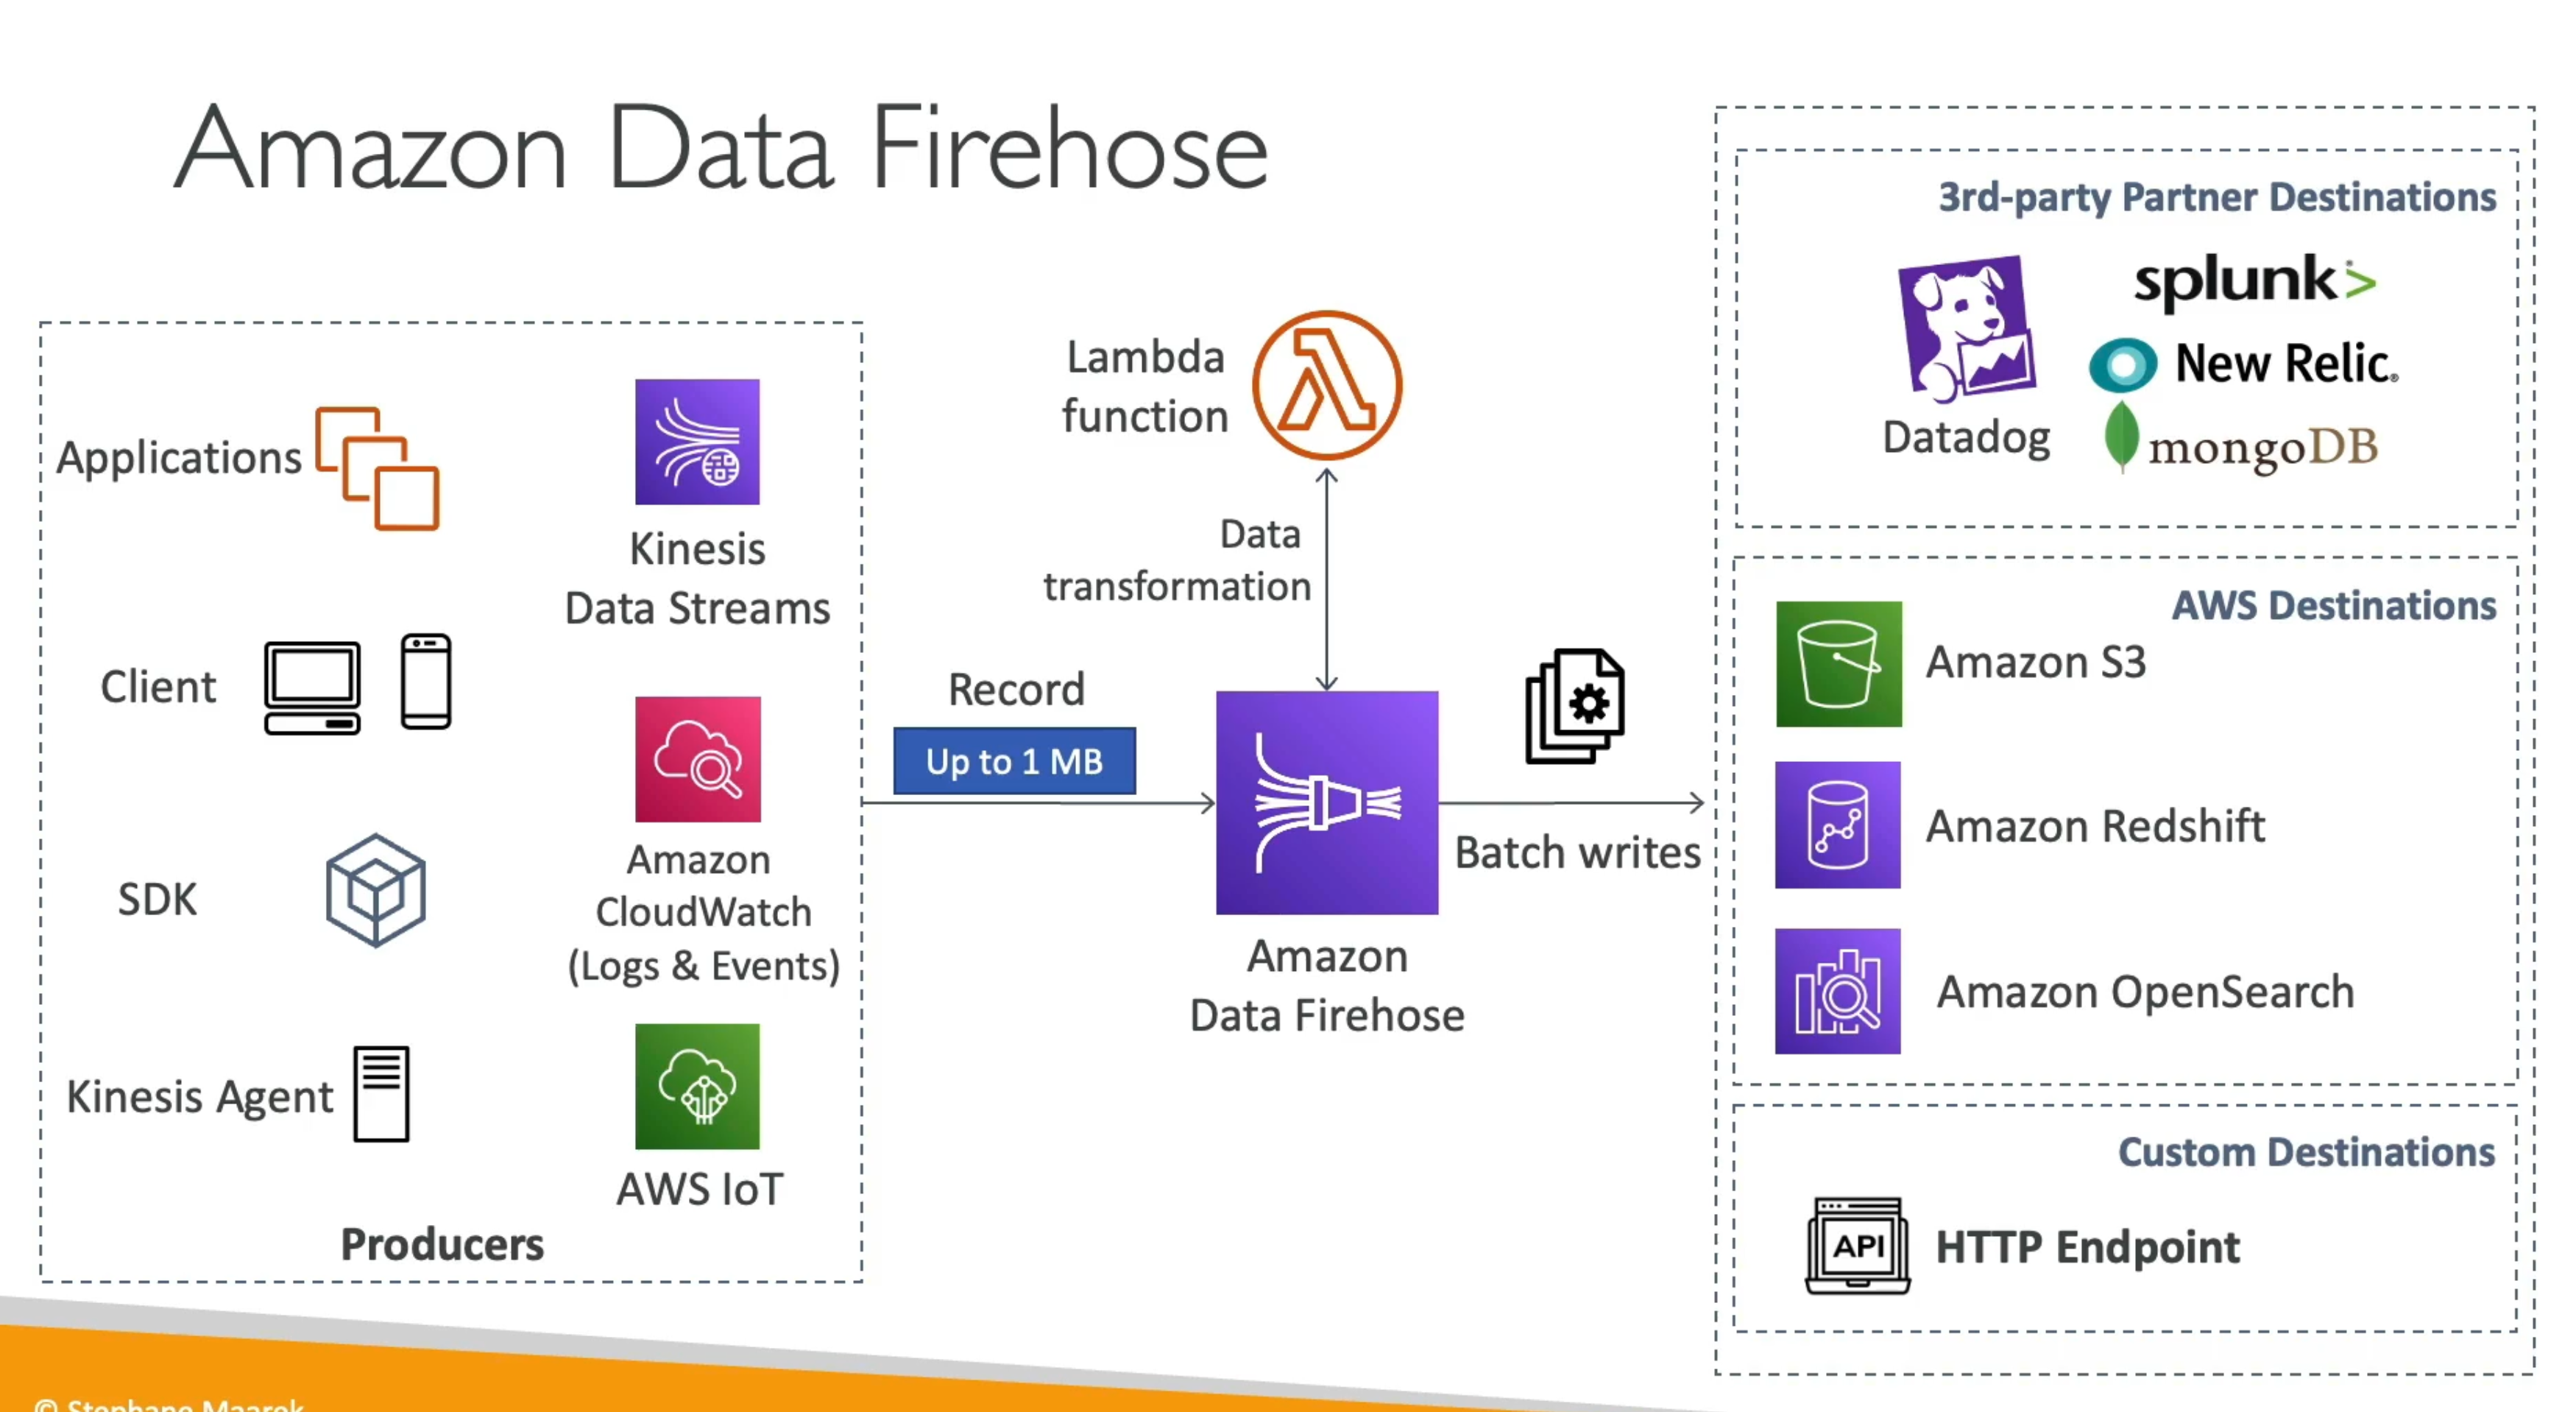 Amazon Data Firehose
Applications
Client
SDK
Kinesis Agent
Kinesis
Data Streams
Amazon
CloudWatch
(Logs & Events)
AWS IoT
Producers
Record
Up to 1 MB
Lambda
function
Data
transformation
Amazon
Data Firehose
Batch writes
3rd-party Partner Destinations
Datadog
splunk>
New Relic®
mongoDB
AWS Destinations
Amazon S3
Amazon Redshift
Amazon OpenSearch
Custom Destinations
API
HTTP Endpoint
© Stephane Maarek